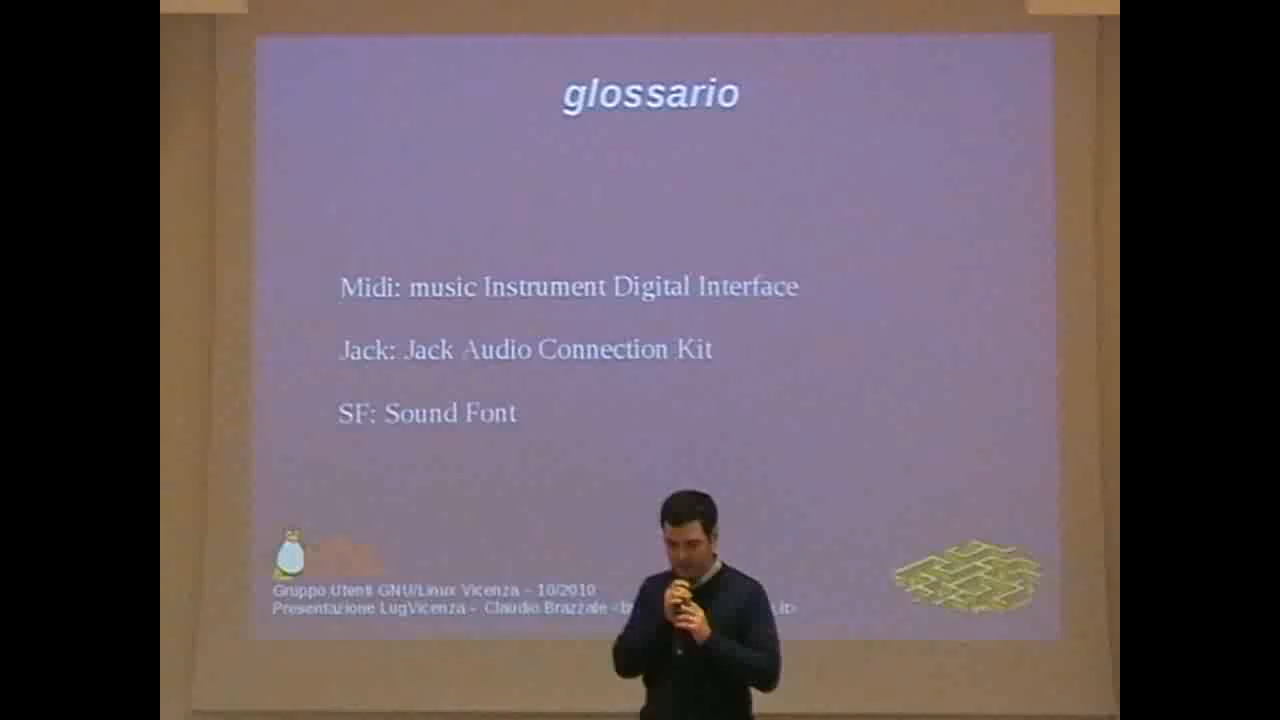 glossario
Midi: music Instrument Digital Interface
Jack: Jack Audio Connection Kit
SF: Sound Font
Gruppo Utenti GNU/Linux Vicenza – 10/2010
Presentazione LugVicenza – Claudio Brazzale <b .it>